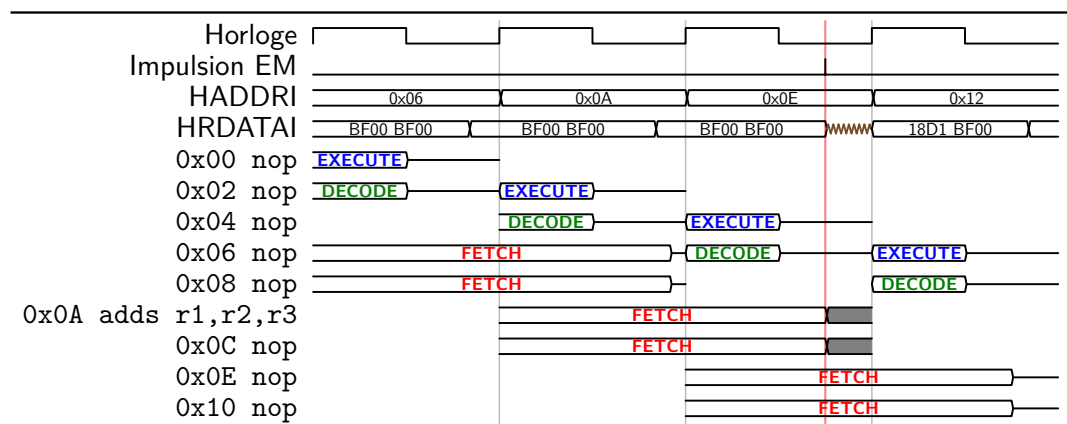 Horloge
Impulsion EM
HADDRI 0x06 0x0A 0x0E 0x12
HRDATAI BF00 BF00 BF00 BF00 BF00 BF00 18D1 BF00
0x00 nop EXECUTE
0x02 nop DECODE EXECUTE
0x04 nop DECODE EXECUTE
0x06 nop FETCH DECODE EXECUTE
0x08 nop FETCH DECODE
0x0A adds r1,r2,r3 FETCH
0x0C nop FETCH
0x0E nop FETCH
0x10 nop FETCH